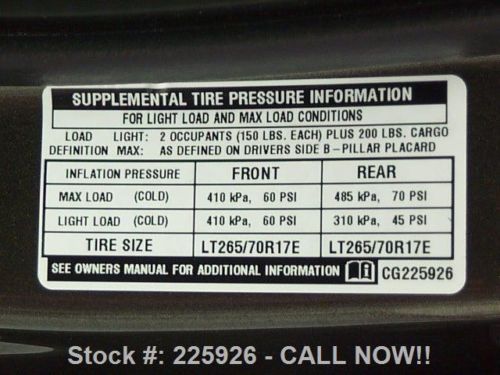 SUPPLEMENTAL TIRE PRESSURE INFORMATION
FOR LIGHT LOAD AND MAX LOAD CONDITIONS
LOAD LIGHT: 2 OCCUPANTS (150 LBS. EACH) PLUS 200 LBS. CARGO
DEFINITION MAX: AS DEFINED ON DRIVERS SIDE B-PILLAR PLACARD
INFLATION PRESSURE FRONT REAR
MAX LOAD (COLD) 410 kPa, 60 PSI 485 kPa, 70 PSI
LIGHT LOAD (COLD) 410 kPa, 60 PSI 310 kPa, 45 PSI
TIRE SIZE LT265/70R17E LT265/70R17E
SEE OWNERS MANUAL FOR ADDITIONAL INFORMATION CG225926
Stock #: 225926 - CALL NOW!!